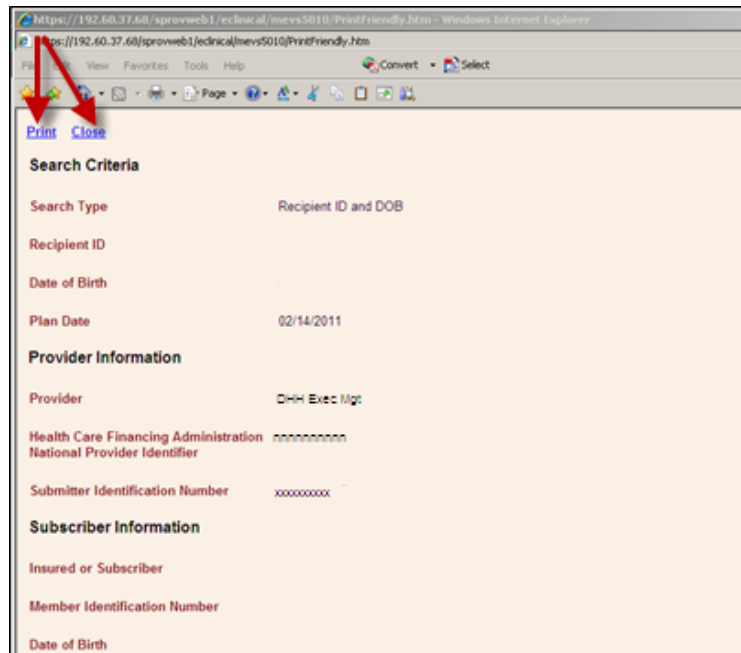 https://192.60.37.68/sprovweb1/eclinical/mevs5010/PrintFriendly.htm - Windows Internet Explorer
https://192.60.37.68/sprovweb1/eclinical/mevs5010/PrintFriendly.htm
View Favorites Tools Help Convert Select
Page
Print Close
Search Criteria
Search Type Recipient ID and DOB
Recipient ID
Date of Birth
Plan Date 02/14/2011
Provider Information
Provider DHH Exec Mgt
Health Care Financing Administration nnnnnnnnnn
National Provider Identifier
Submitter Identification Number xxxxxxxxx
Subscriber Information
Insured or Subscriber
Member Identification Number
Date of Birth